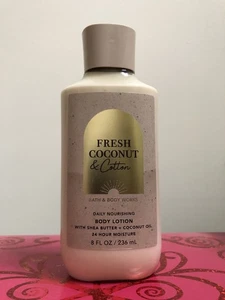 FRESH
COCONUT
& Cotton
BATH & BODY WORKS
DAILY NOURISHING
BODY LOTION
WITH SHEA BUTTER + COCONUT OIL
24 HOUR MOISTURE
8 FL OZ / 236 mL